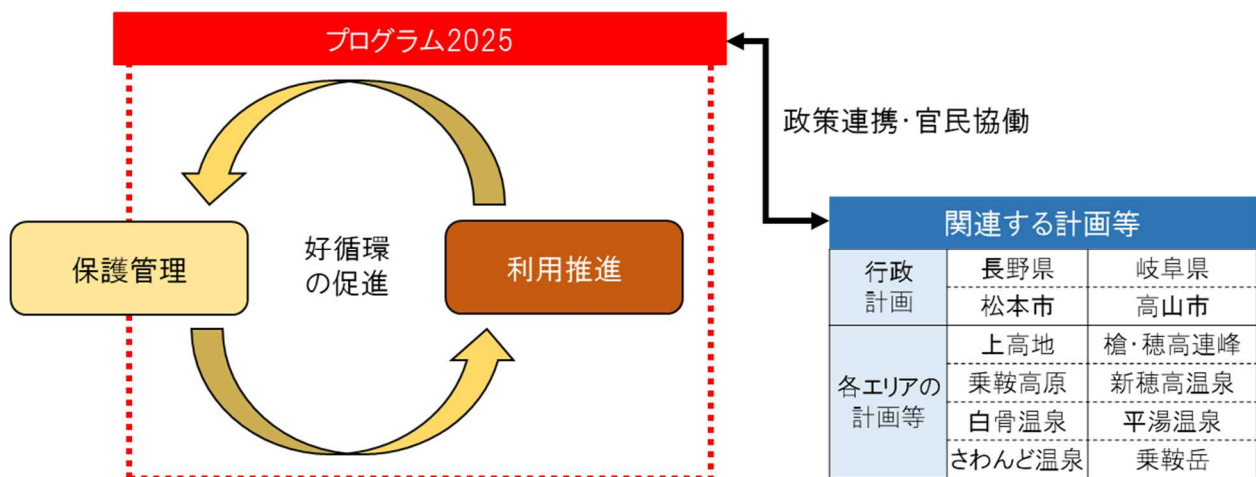 プログラム2025
政策連携・官民協働
保護管理
好循環
の促進
利用推進
関連する計画等
行政
計画
長野県
岐阜県
松本市
高山市
各エリアの
計画等
上高地
槍・穂高連峰
乗鞍高原
新穂高温泉
白骨温泉
平湯温泉
さわんど温泉
乗鞍岳